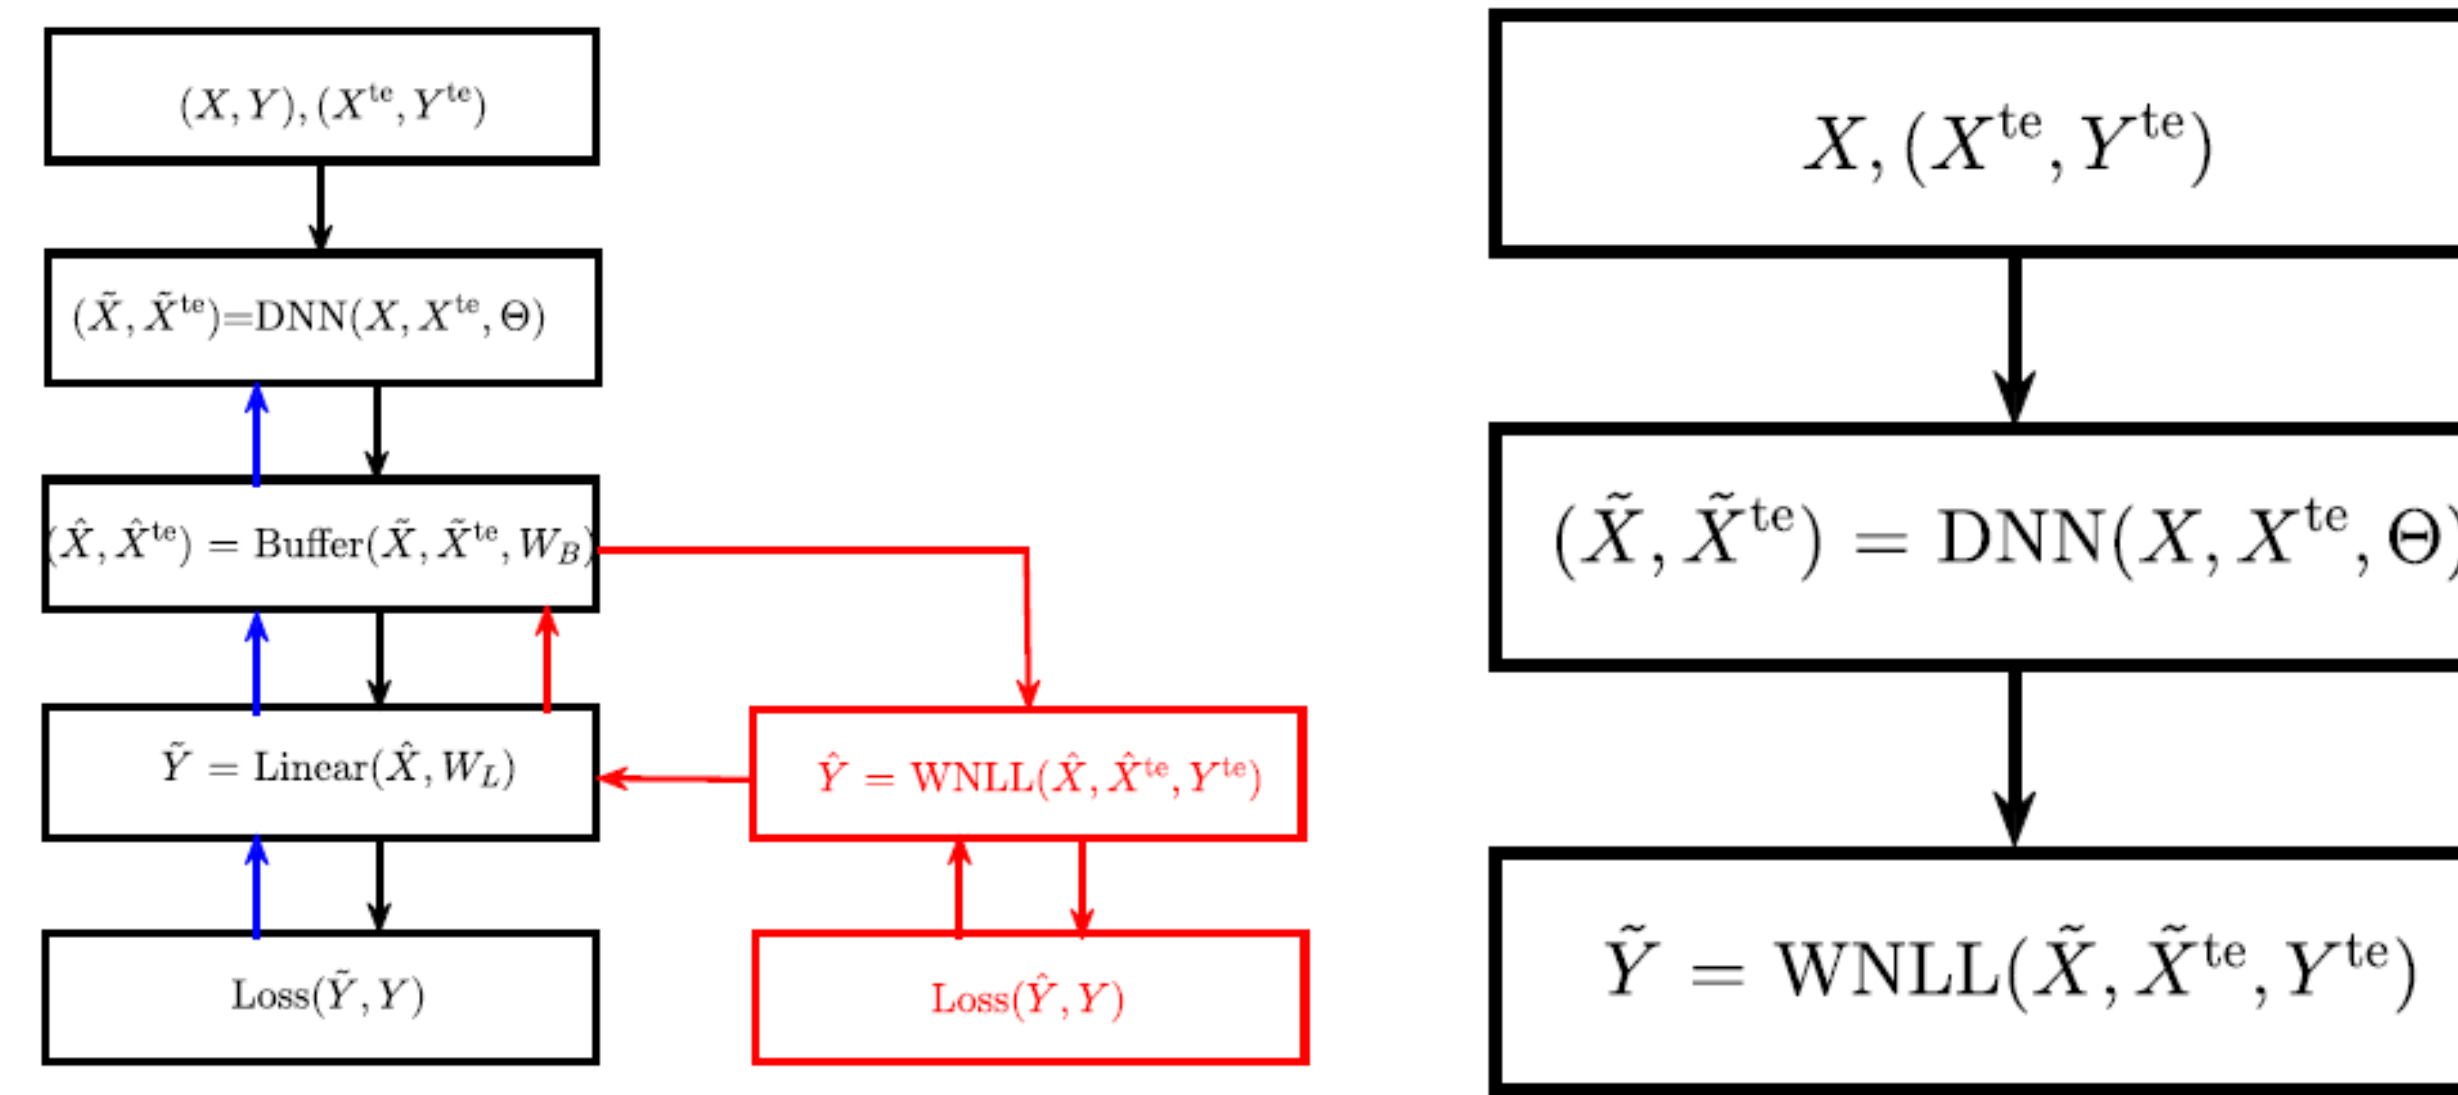 (X, Y), (X^te, Y^te)
(X̃, X̃^te)=DNN(X, X^te, Θ)
(X̂, X̂^te) = Buffer(X̃, X̃^te, W_B)
Ỹ = Linear(X̂, W_L)
Loss(Ỹ, Y)
Ŷ = WNLL(X̂, X̂^te, Y^te)
Loss(Ŷ, Y)
X, (X^te, Y^te)
(X̃, X̃^te) = DNN(X, X^te, Θ)
Ỹ = WNLL(X̃, X̃^te, Y^te)